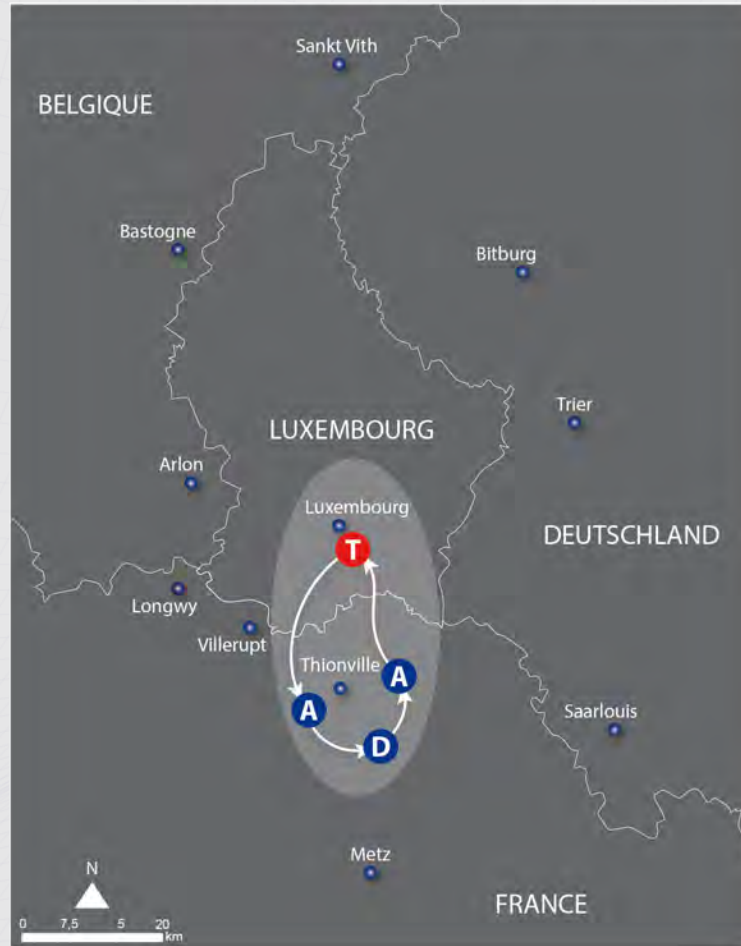 Sankt Vith
BELGIQUE
Bastogne
Bitburg
Trier
LUXEMBOURG
Arlon
Luxembourg
DEUTSCHLAND
T
Longwy
Villerupt
Thionville
A
A
Saarlouis
D
Metz
N
FRANCE
0 7,5 5 20
km